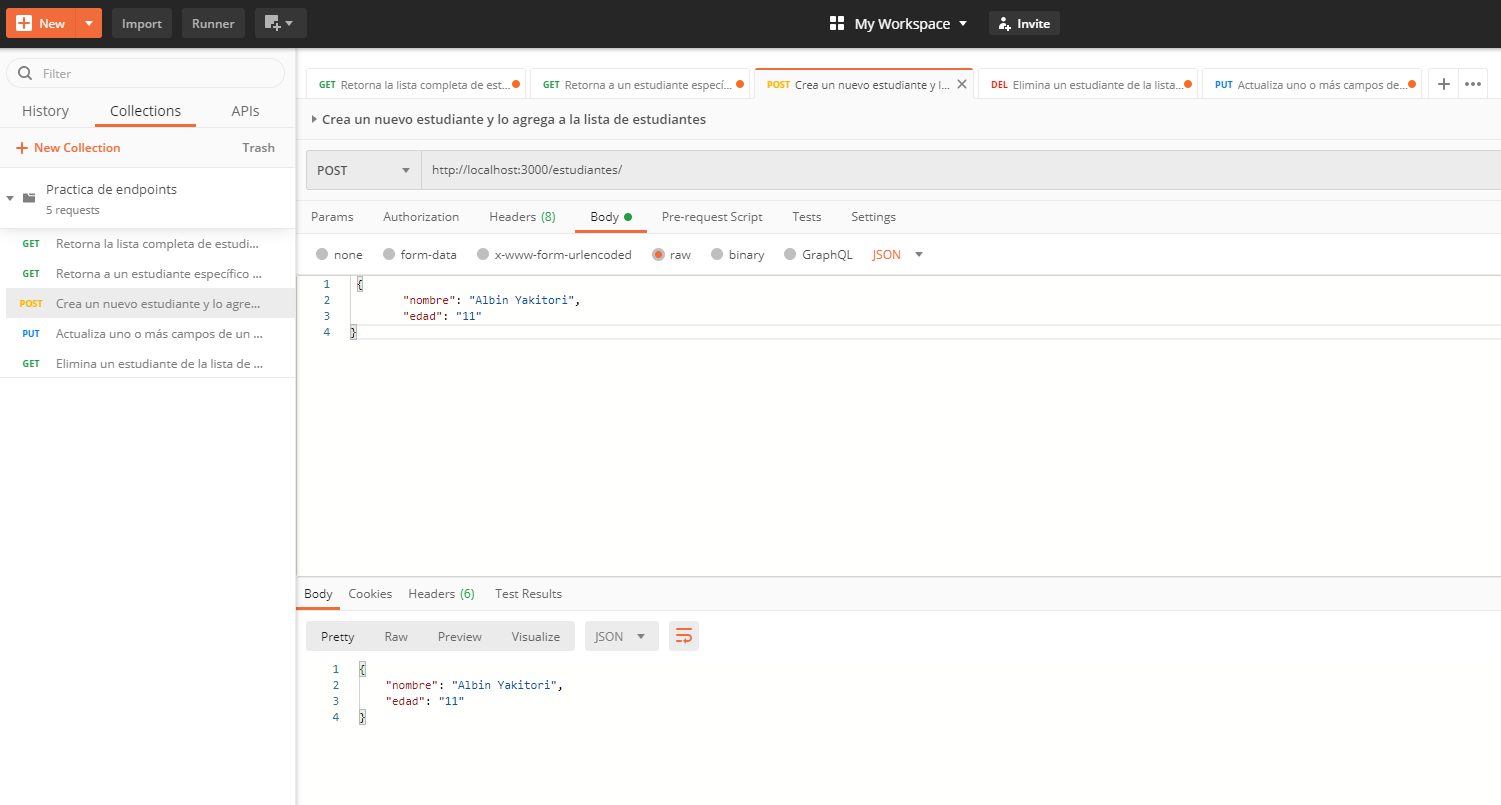 New Import Runner My Workspace Invite
Filter
History Collections APIs
New Collection Trash
Practica de endpoints
5 requests
GET Retorna la lista completa de estudi...
GET Retorna a un estudiante específico ...
POST Crea un nuevo estudiante y lo agre...
PUT Actualiza uno o más campos de un ...
GET Elimina un estudiante de la lista de ...
GET Retorna la lista completa de est... GET Retorna a un estudiante especí... POST Crea un nuevo estudiante y l... DEL Elimina un estudiante de la lista... PUT Actualiza uno o más campos de...
Crea un nuevo estudiante y lo agrega a la lista de estudiantes
POST http://localhost:3000/estudiantes/
Params Authorization Headers (8) Body Pre-request Script Tests Settings
none form-data x-www-form-urlencoded raw binary GraphQL JSON
1 {
2 "nombre": "Albin Yakitori",
3 "edad": "11"
4 }
Body Cookies Headers (6) Test Results
Pretty Raw Preview Visualize JSON
1 {
2 "nombre": "Albin Yakitori",
3 "edad": "11"
4 }